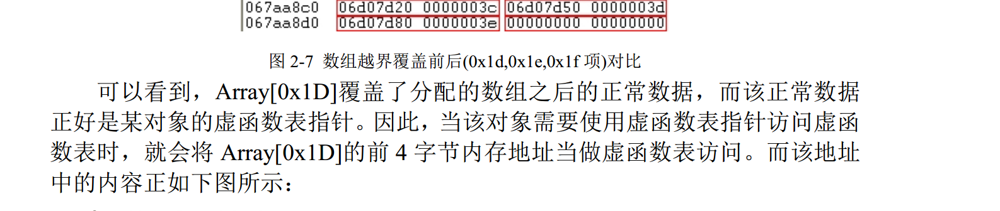 067aa8c0 06d07d20 0000003c 06d07d50 0000003d
067aa8d0 06d07d80 0000003e 00000000 00000000
图 2-7 数组越界覆盖前后(0x1d,0x1e,0x1f 项)对比
可以看到，Array[0x1D]覆盖了分配的数组之后的正常数据，而该正常数据
正好是某对象的虚函数表指针。因此，当该对象需要使用虚函数表指针访问虚函
数表时，就会将 Array[0x1D]的前 4 字节内存地址当做虚函数表访问。而该地址
中的内容正如下图所示：